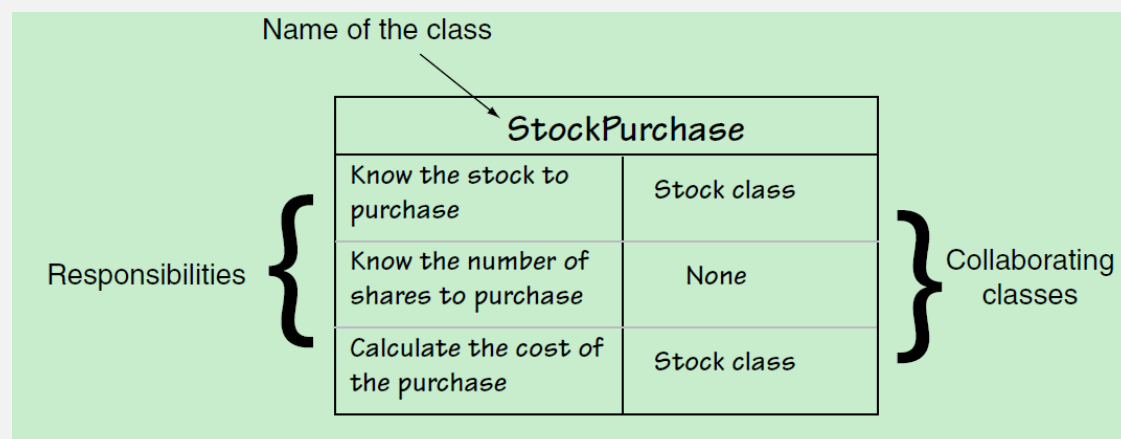 Name of the class
StockPurchase
Know the stock to
purchase
Stock class
Responsibilities
Know the number of
shares to purchase
None
Collaborating
classes
Calculate the cost of
the purchase
Stock class